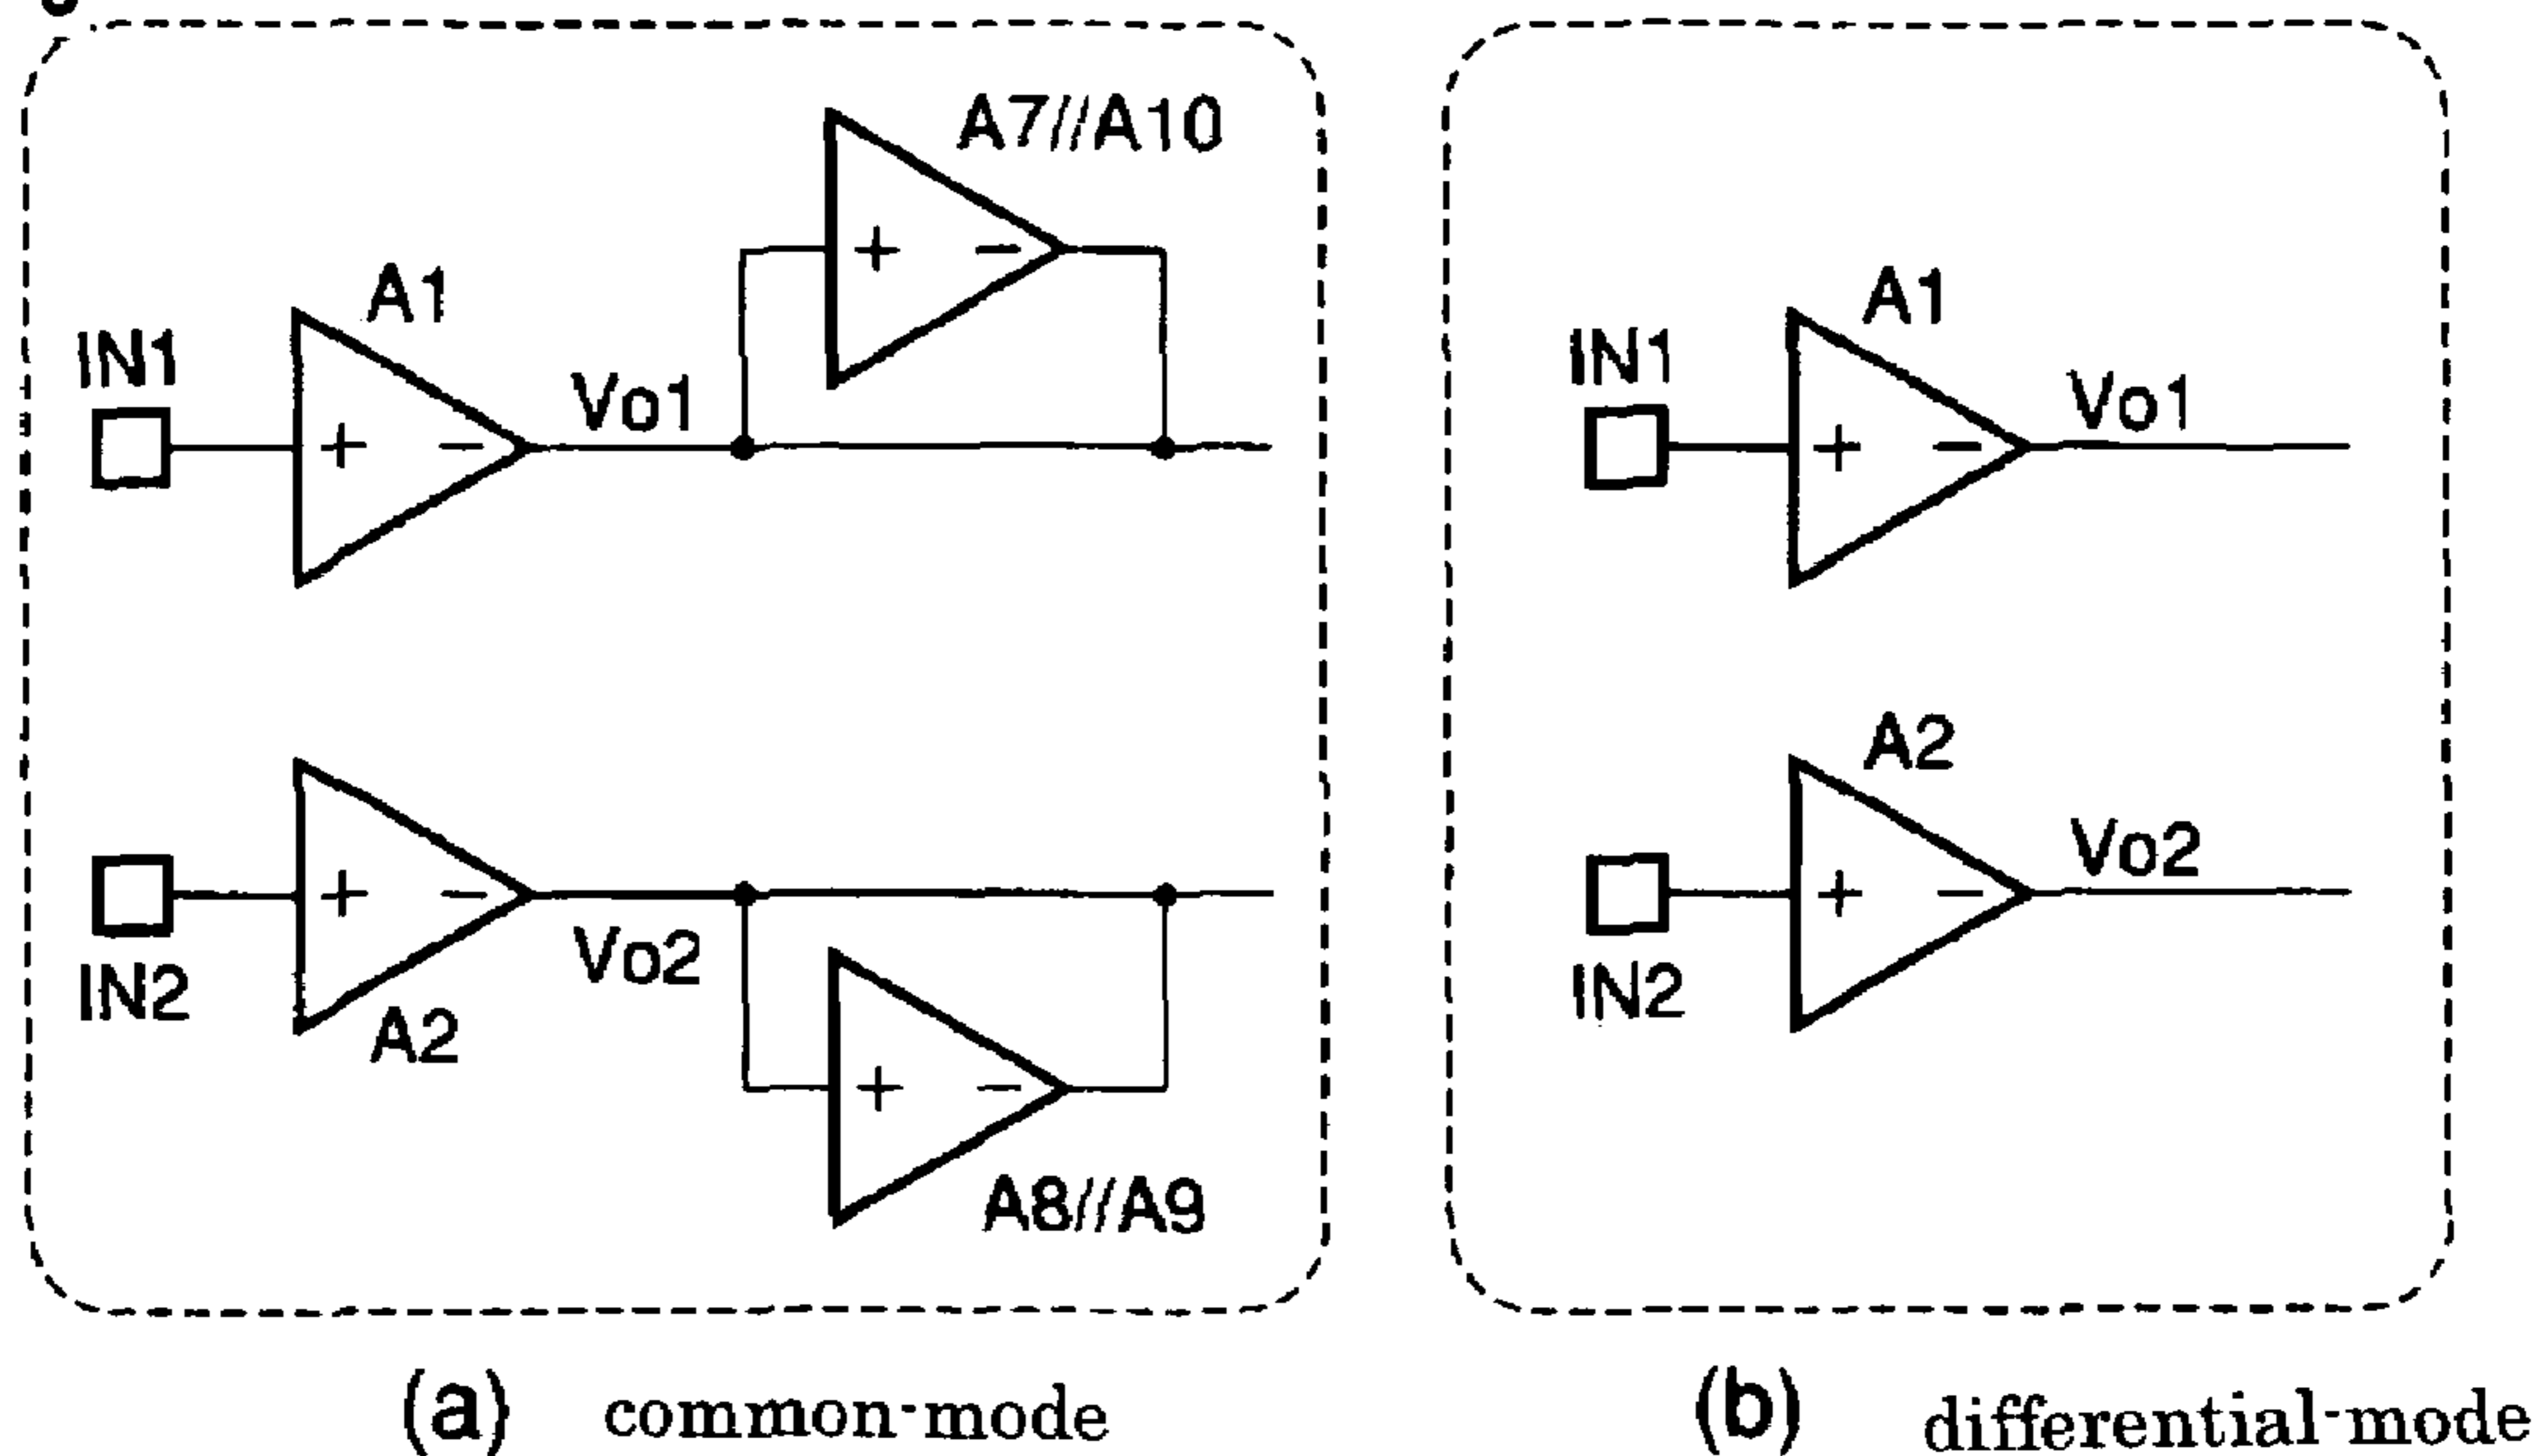 A7//A10
A1
IN1
Vo1
+ −
+ −
IN2
A2
Vo2
+ −
+ −
A8//A9
(a) common-mode
A1
IN1
Vo1
+ −
A2
IN2
Vo2
+ −
(b) differential-mode